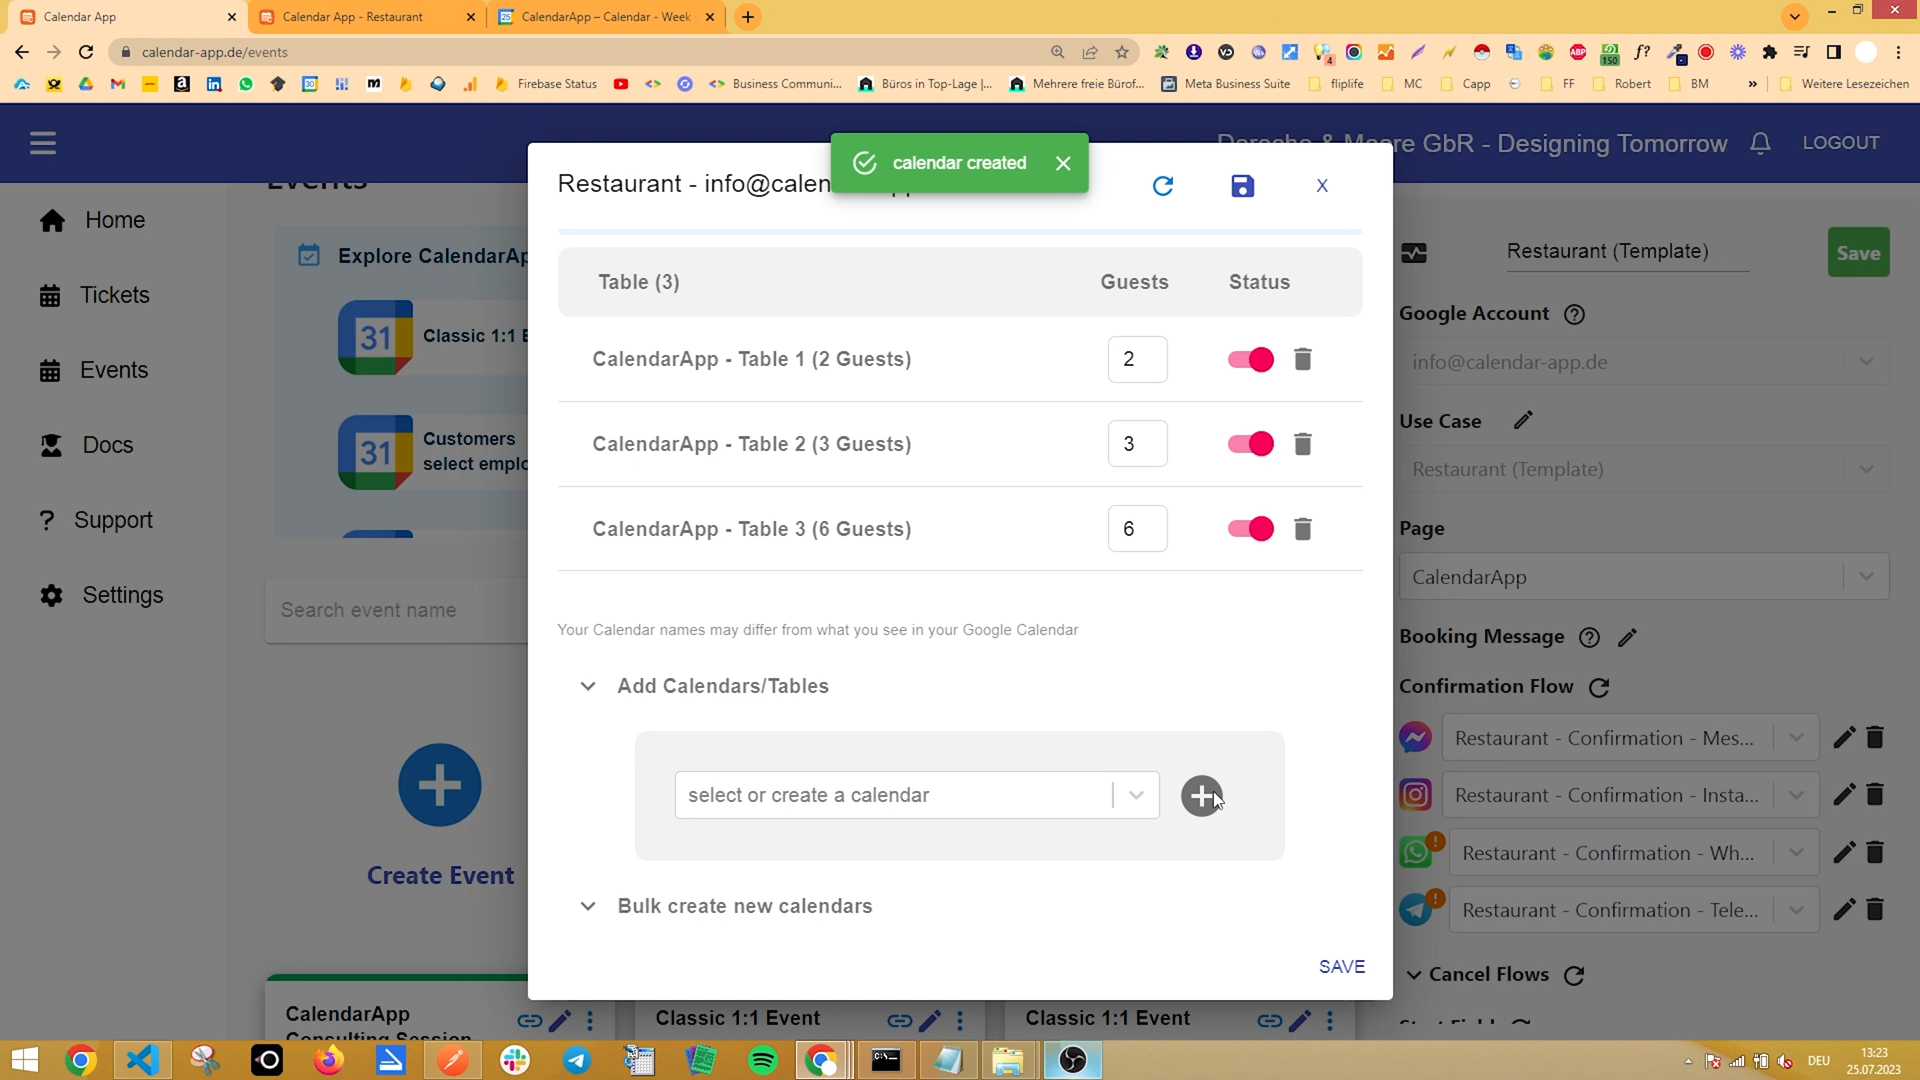 Calendar App
Calendar App - Restaurant
CalendarApp – Calendar - Week
calendar-app.de/events
Firebase Status
Business Communi...
Büros in Top-Lage |...
Mehrere freie Bürof...
Meta Business Suite
fliplife
MC
Capp
FF
Robert
BM
»
Weitere Lesezeichen
re GbR - Designing Tomorrow
LOGOUT
calendar created
Restaurant - info@calen
X
Home
Tickets
Events
Docs
Support
Settings
Explore CalendarAp
31
Classic 1:1 E
31
Customers
select emplo
Search event name
Create Event
Table (3)
Guests
Status
CalendarApp - Table 1 (2 Guests)
2
CalendarApp - Table 2 (3 Guests)
3
CalendarApp - Table 3 (6 Guests)
6
Your Calendar names may differ from what you see in your Google Calendar
Add Calendars/Tables
select or create a calendar
Bulk create new calendars
SAVE
Restaurant (Template)
Save
Google Account
info@calendar-app.de
Use Case
Restaurant (Template)
Page
CalendarApp
Booking Message
Confirmation Flow
Restaurant - Confirmation - Mes...
Restaurant - Confirmation - Insta...
Restaurant - Confirmation - Wh...
Restaurant - Confirmation - Tele...
Cancel Flows
CalendarApp
Classic 1:1 Event
Classic 1:1 Event
DEU
13:23
25.07.2023